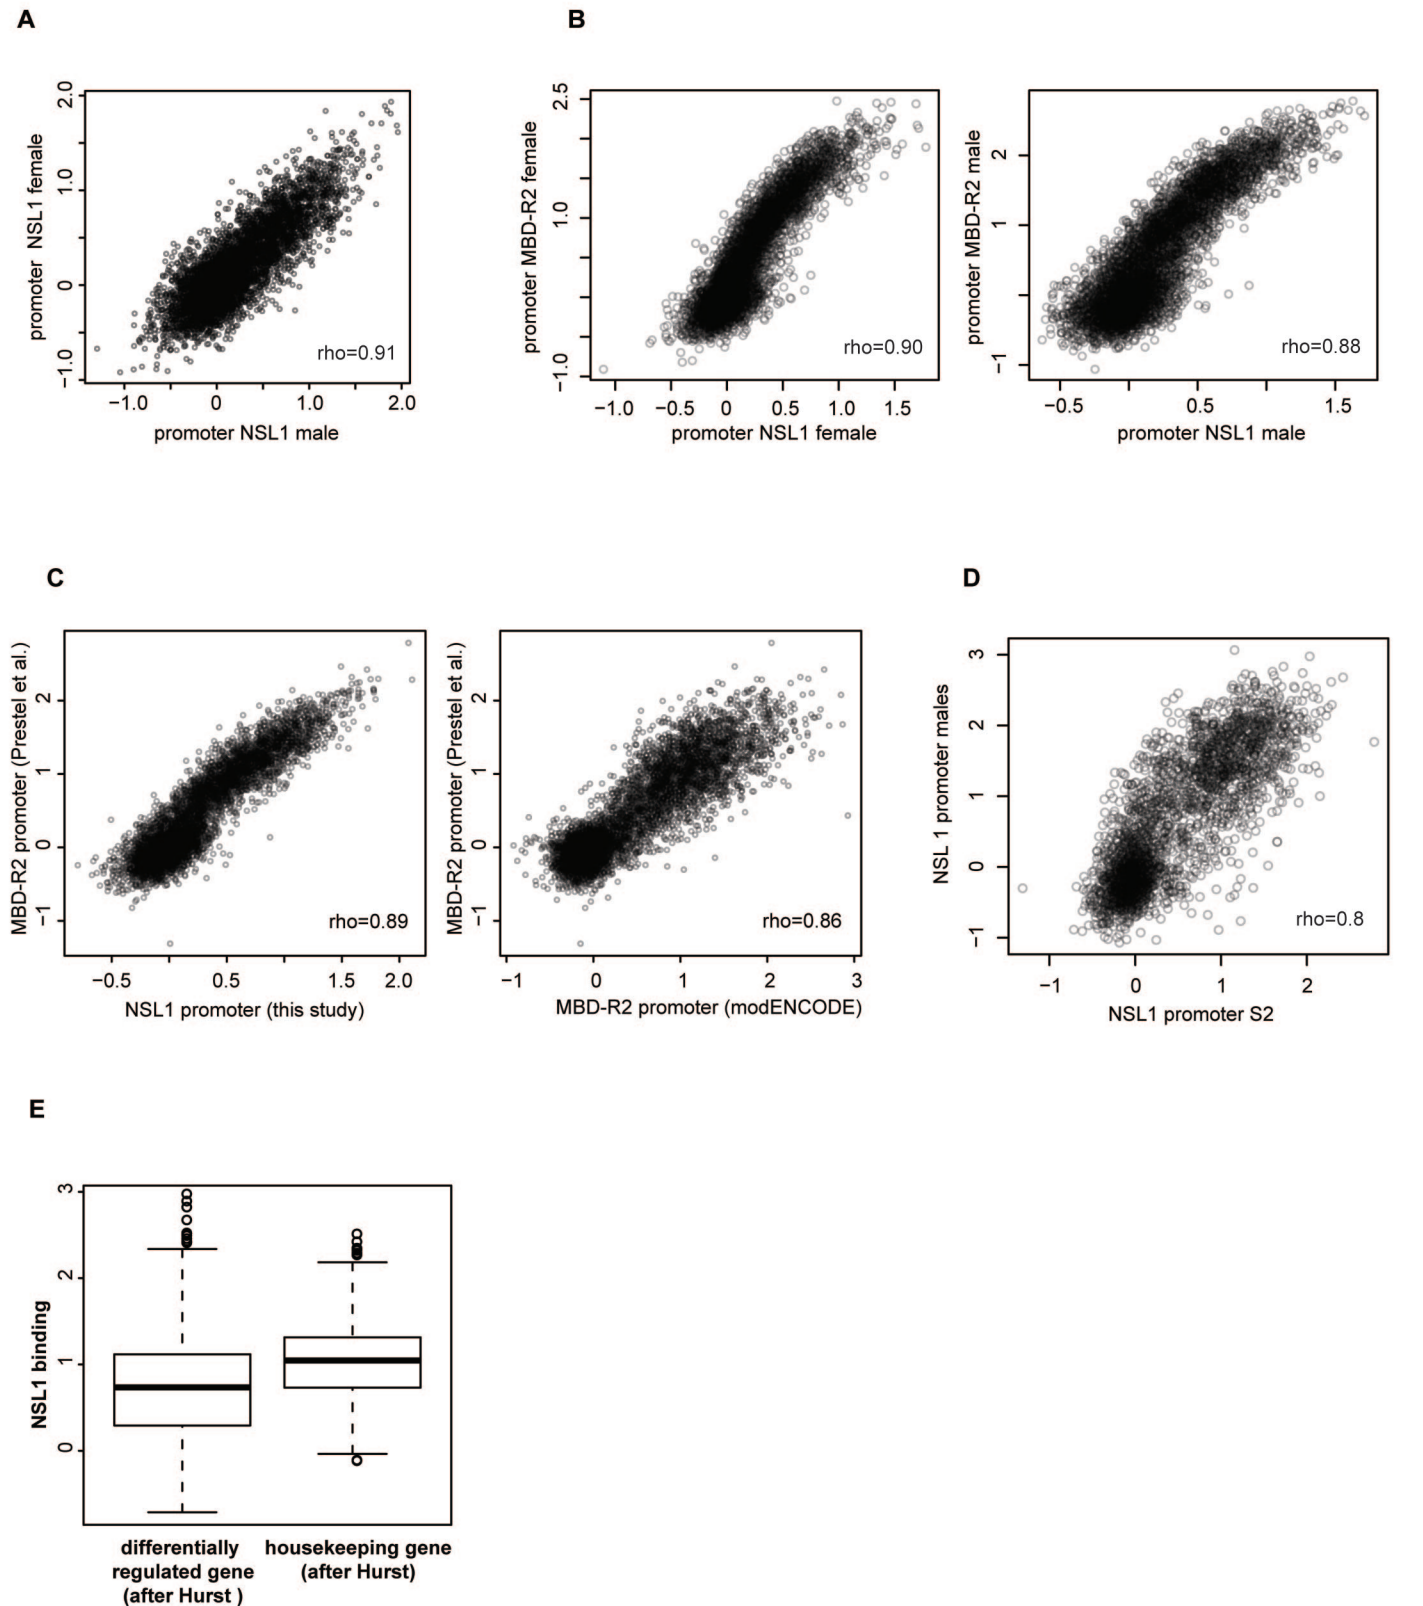 A
B
2.0
1.0
0
−1.0
promoter NSL1 female
rho=0.91
−1.0
0
1.0
2.0
promoter NSL1 male
2.5
1.0
−1.0
promoter MBD-R2 female
rho=0.90
−1.0
−0.5
0
0.5
1.0
1.5
promoter NSL1 female
2
1
−1
promoter MBD-R2 male
rho=0.88
−0.5
0.5
1.5
promoter NSL1 male
C
D
2
1
0
−1
MBD-R2 promoter (Prestel et al.)
rho=0.89
−0.5
0.5
1.5
2.0
NSL1 promoter (this study)
2
1
0
−1
MBD-R2 promoter (Prestel et al.)
rho=0.86
−1
0
1
2
3
MBD-R2 promoter (modENCODE)
3
2
1
0
−1
NSL 1 promoter males
rho=0.8
−1
0
1
2
NSL1 promoter S2
E
3
2
1
0
NSL1 binding
differentially
regulated gene
(after Hurst )
housekeeping gene
(after Hurst)